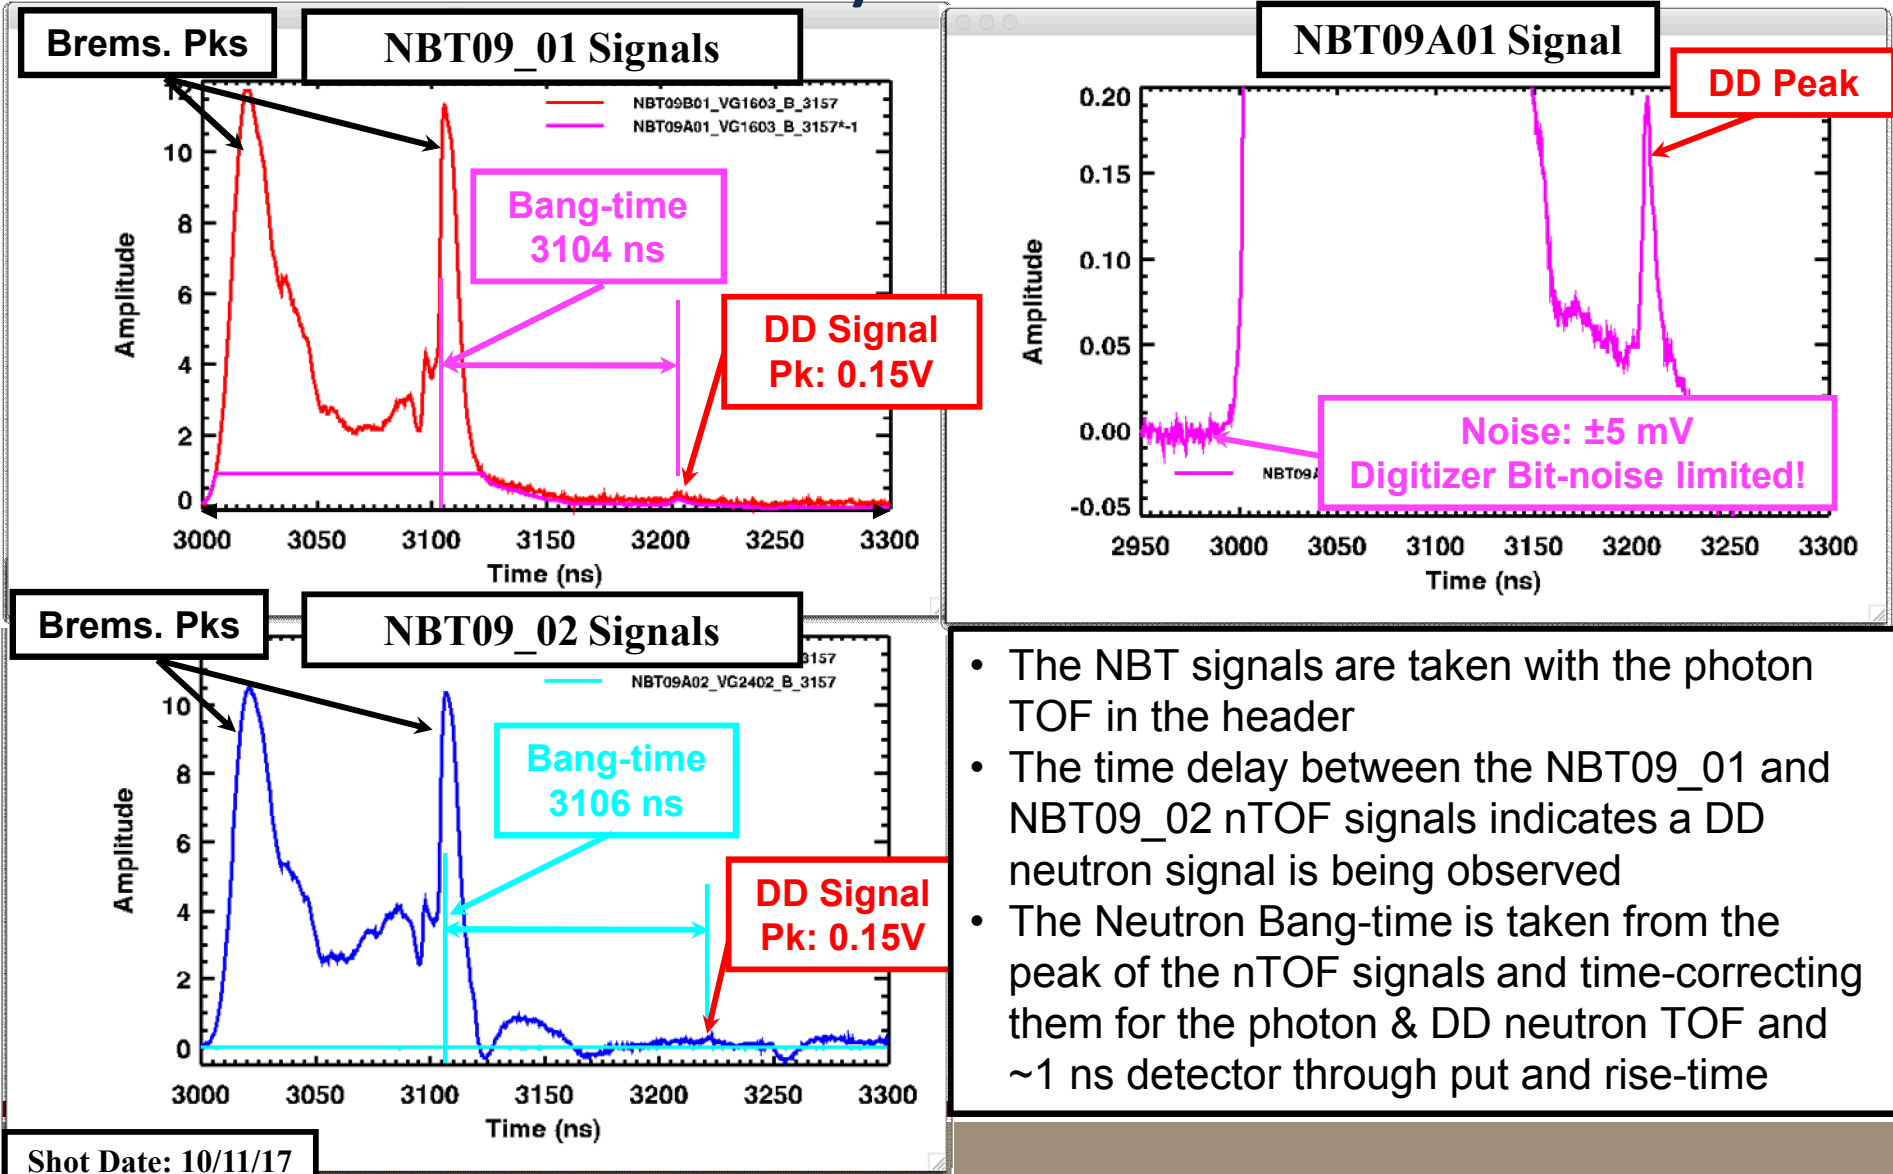 Brems. Pks
NBT09_01 Signals
NBT09B01_VG1603_B_3157
NBT09A01_VG1603_B_3157*-1
Bang-time
3104 ns
DD Signal
Pk: 0.15V
Amplitude
12
10
8
6
4
2
0
3000 3050 3100 3150 3200 3250 3300
Time (ns)
NBT09A01 Signal
DD Peak
Amplitude
0.20
0.15
0.10
0.05
0.00
-0.05
Noise: ±5 mV
Digitizer Bit-noise limited!
NBT09A
2950 3000 3050 3100 3150 3200 3250 3300
Time (ns)
Brems. Pks
NBT09_02 Signals
3157
NBT09A02_VG2402_B_3157
Bang-time
3106 ns
DD Signal
Pk: 0.15V
Amplitude
10
8
6
4
2
0
3000 3050 3100 3150 3200 3250 3300
Time (ns)
Shot Date: 10/11/17
• The NBT signals are taken with the photon
TOF in the header
• The time delay between the NBT09_01 and
NBT09_02 nTOF signals indicates a DD
neutron signal is being observed
• The Neutron Bang-time is taken from the
peak of the nTOF signals and time-correcting
them for the photon & DD neutron TOF and
~1 ns detector through put and rise-time